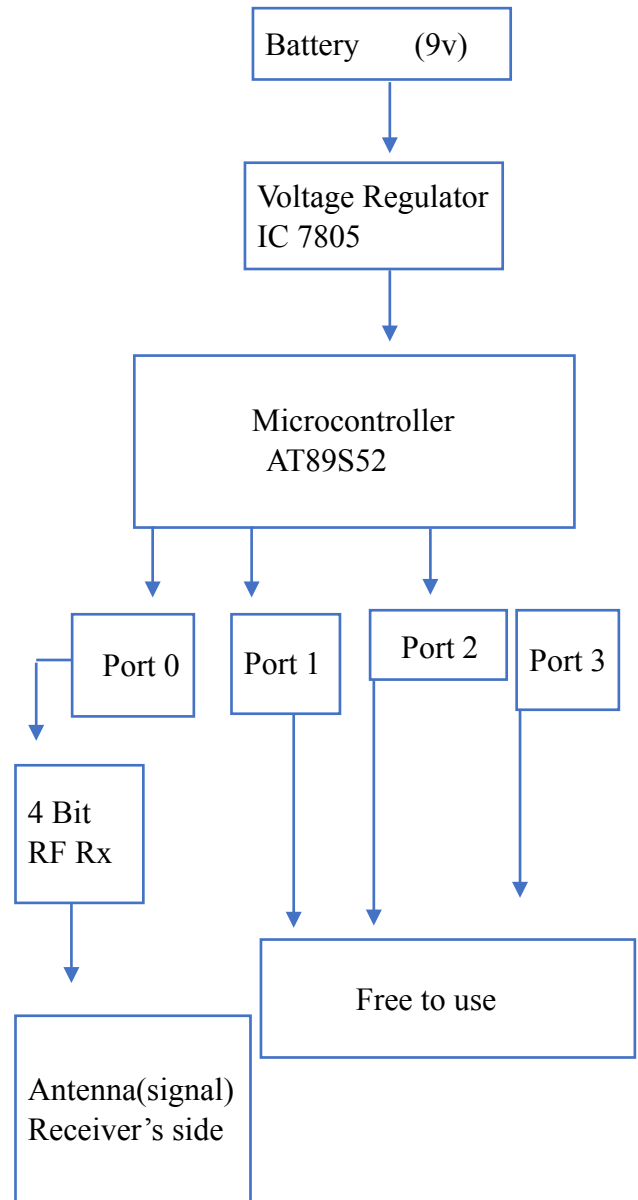 Battery (9v)
Voltage Regulator
IC 7805
Microcontroller
AT89S52
Port 0
Port 1
Port 2
Port 3
4 Bit
RF Rx
Free to use
Antenna(signal)
Receiver’s side